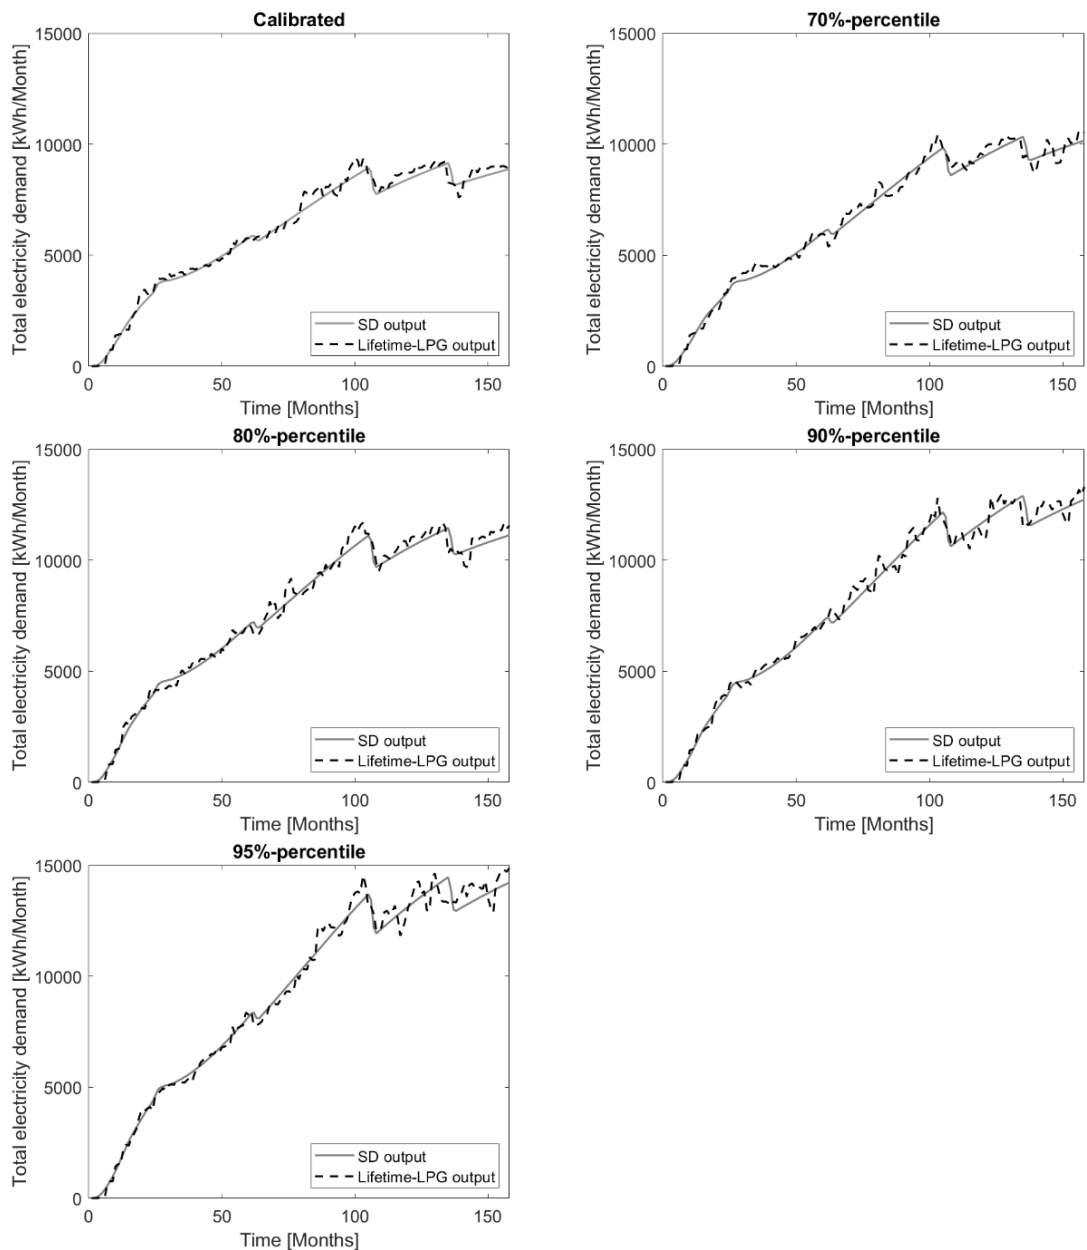 Calibrated
15000
10000
5000
0
Total electricity demand [kWh/Month]
SD output
Lifetime-LPG output
0 50 100 150
Time [Months]
70%-percentile
15000
10000
5000
0
Total electricity demand [kWh/Month]
SD output
Lifetime-LPG output
0 50 100 150
Time [Months]
80%-percentile
15000
10000
5000
0
Total electricity demand [kWh/Month]
SD output
Lifetime-LPG output
0 50 100 150
Time [Months]
90%-percentile
15000
10000
5000
0
Total electricity demand [kWh/Month]
SD output
Lifetime-LPG output
0 50 100 150
Time [Months]
95%-percentile
15000
10000
5000
0
Total electricity demand [kWh/Month]
SD output
Lifetime-LPG output
0 50 100 150
Time [Months]